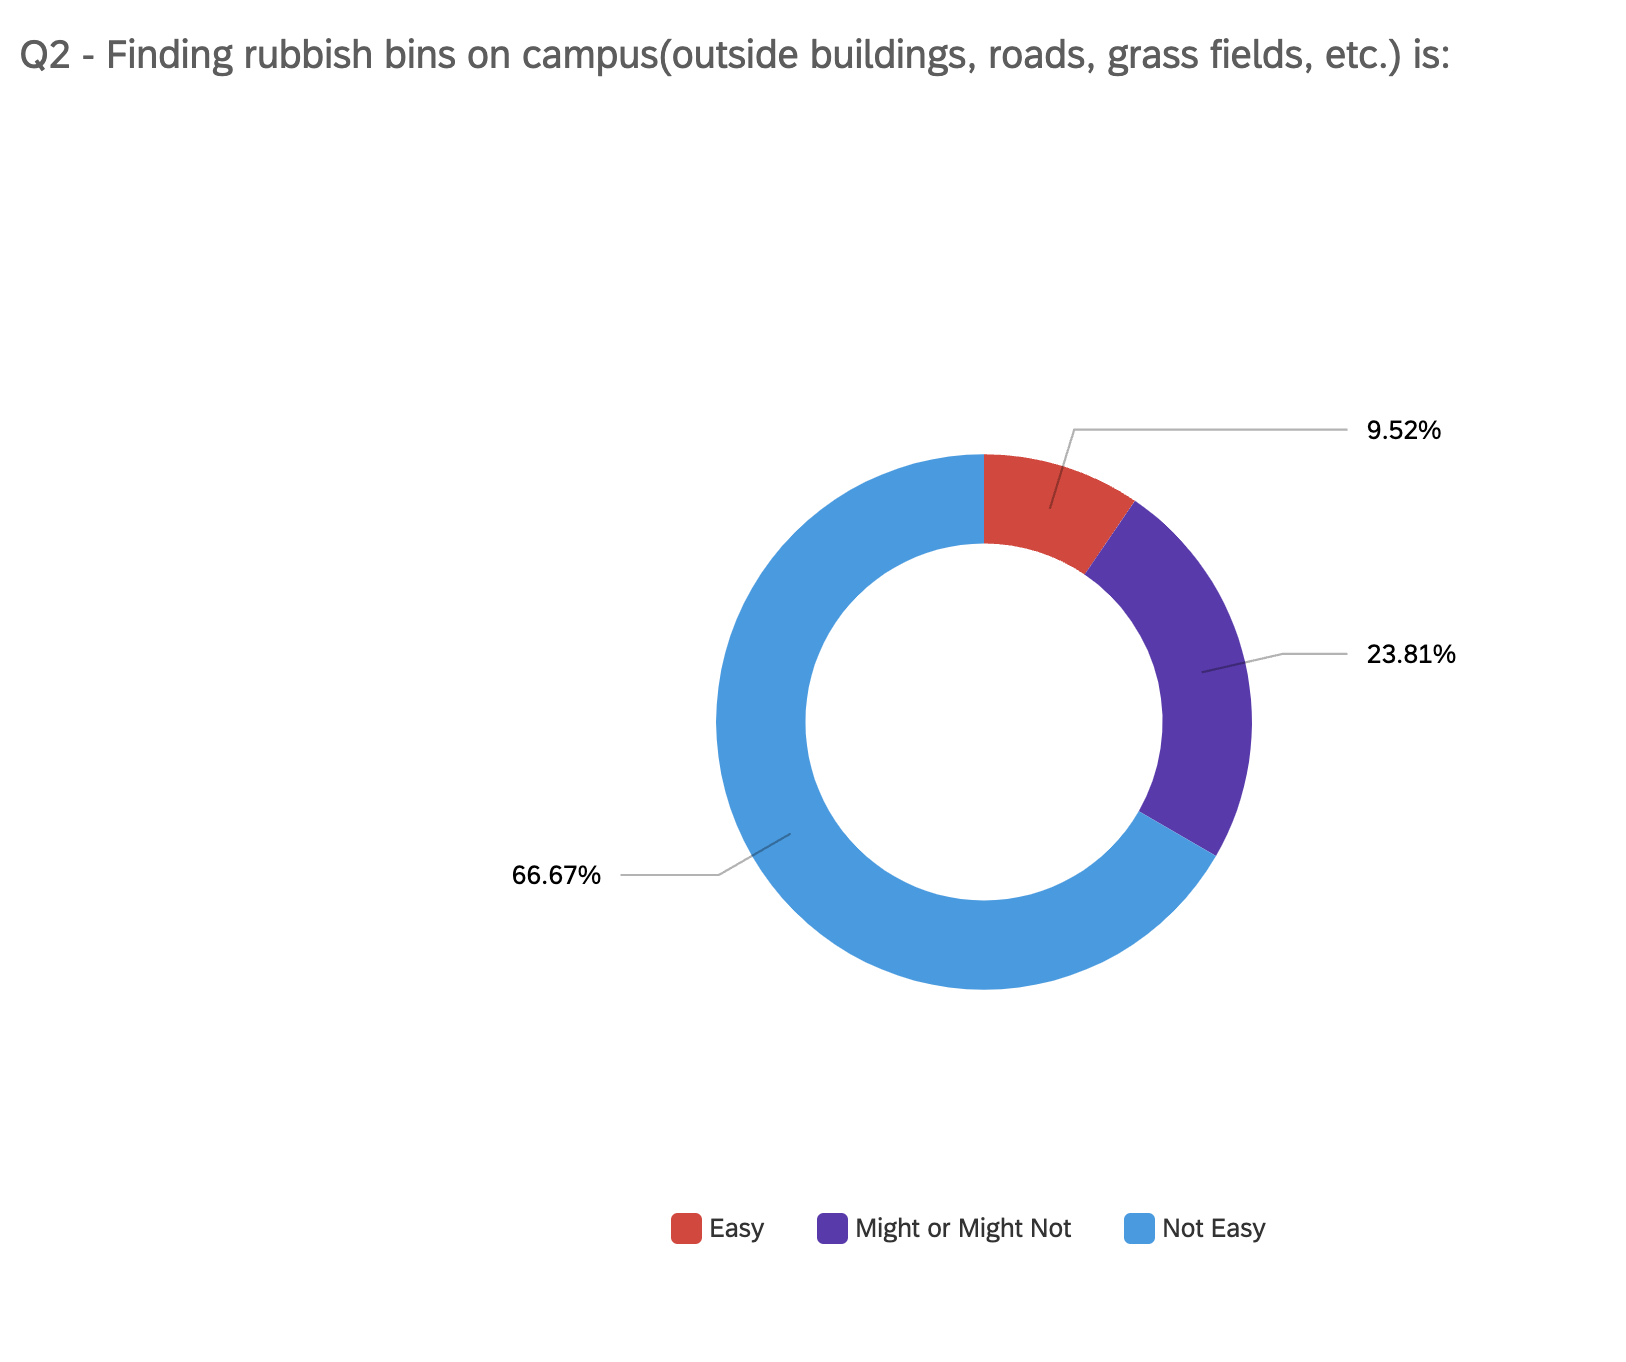 Q2 - Finding rubbish bins on campus(outside buildings, roads, grass fields, etc.) is:
9.52%
23.81%
66.67%
Easy Might or Might Not Not Easy